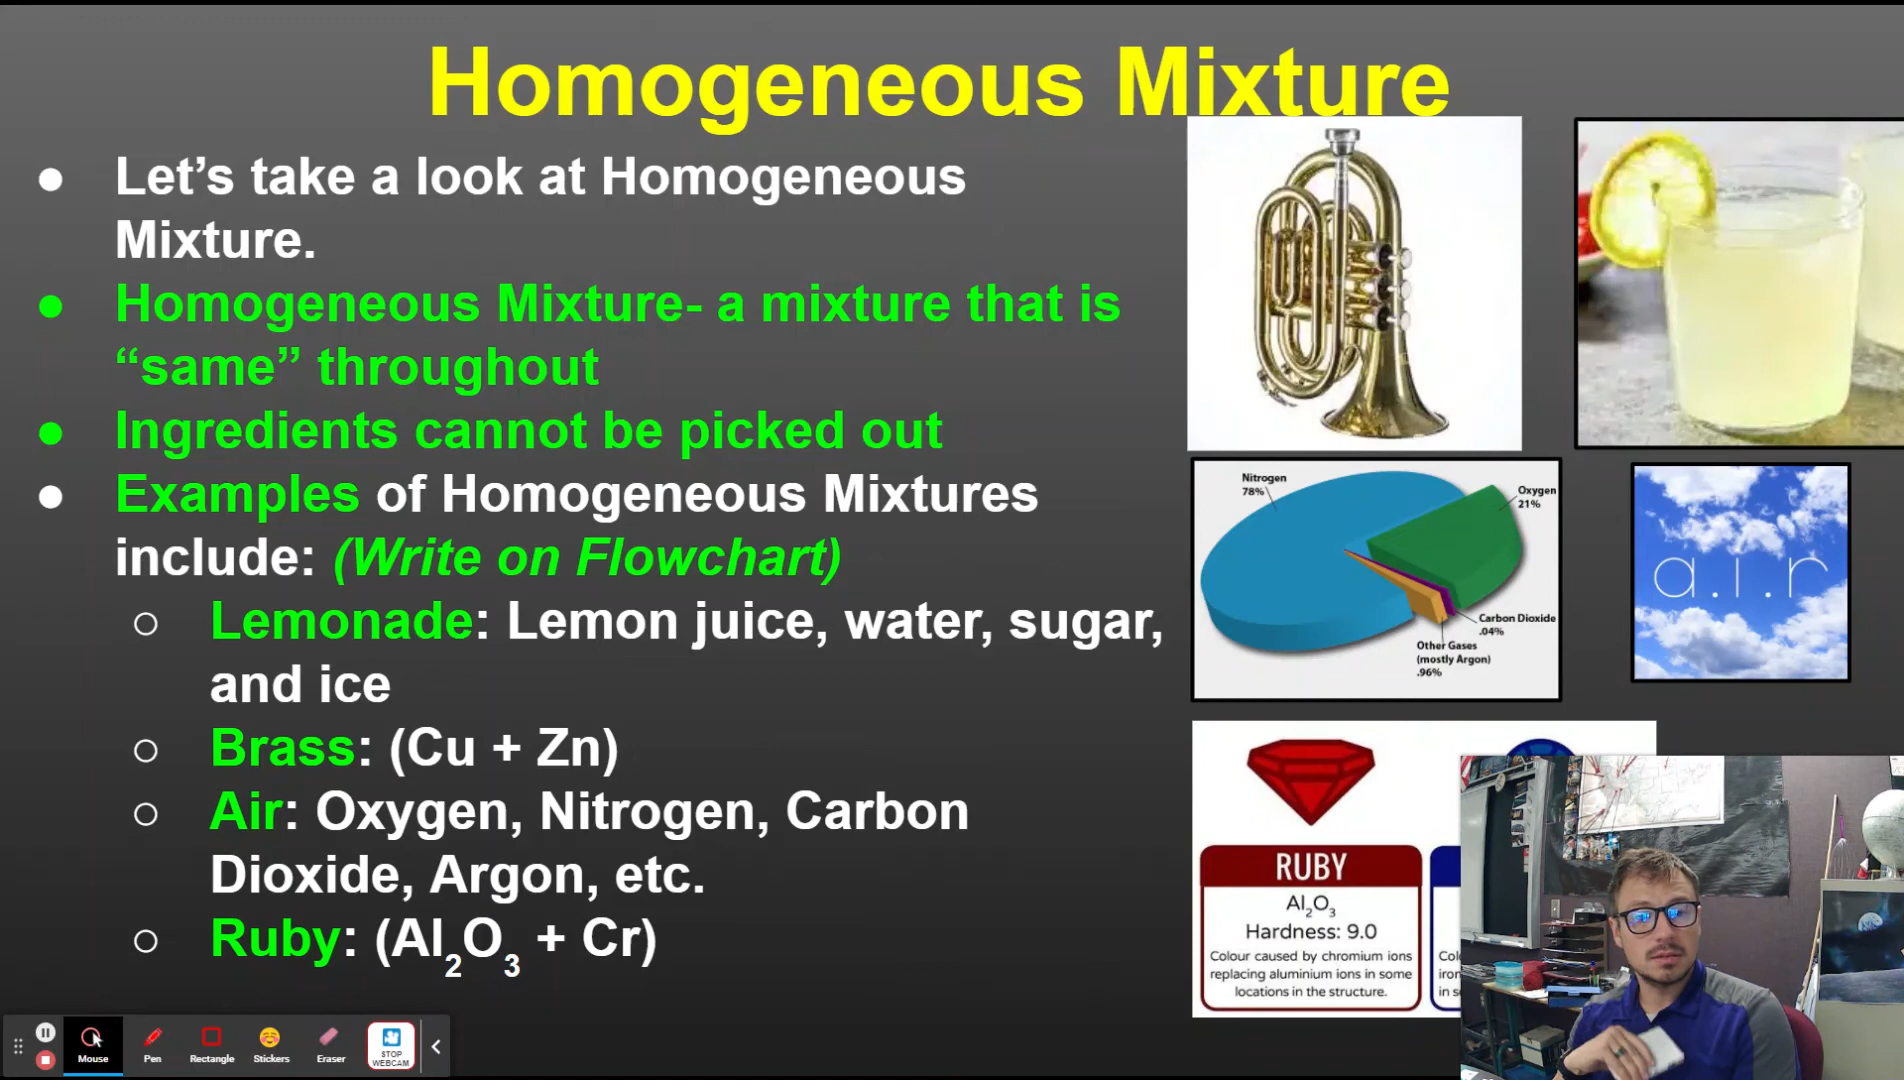 Homogeneous Mixture
● Let’s take a look at Homogeneous
Mixture.
● Homogeneous Mixture- a mixture that is
“same” throughout
● Ingredients cannot be picked out
● Examples of Homogeneous Mixtures
include: (Write on Flowchart)
○ Lemonade: Lemon juice, water, sugar,
and ice
○ Brass: (Cu + Zn)
○ Air: Oxygen, Nitrogen, Carbon
Dioxide, Argon, etc.
○ Ruby: (Al₂O₃ + Cr)
Nitrogen
78%
Oxygen
21%
Carbon Dioxide
.04%
Other Gases
(mostly Argon)
.96%
a.i.r
RUBY
Al₂O₃
Hardness: 9.0
Colour caused by chromium ions
replacing aluminium ions in some
locations in the structure.
in s
Mouse
Pen
Rectangle
Stickers
Eraser
STOP
WEBCAM